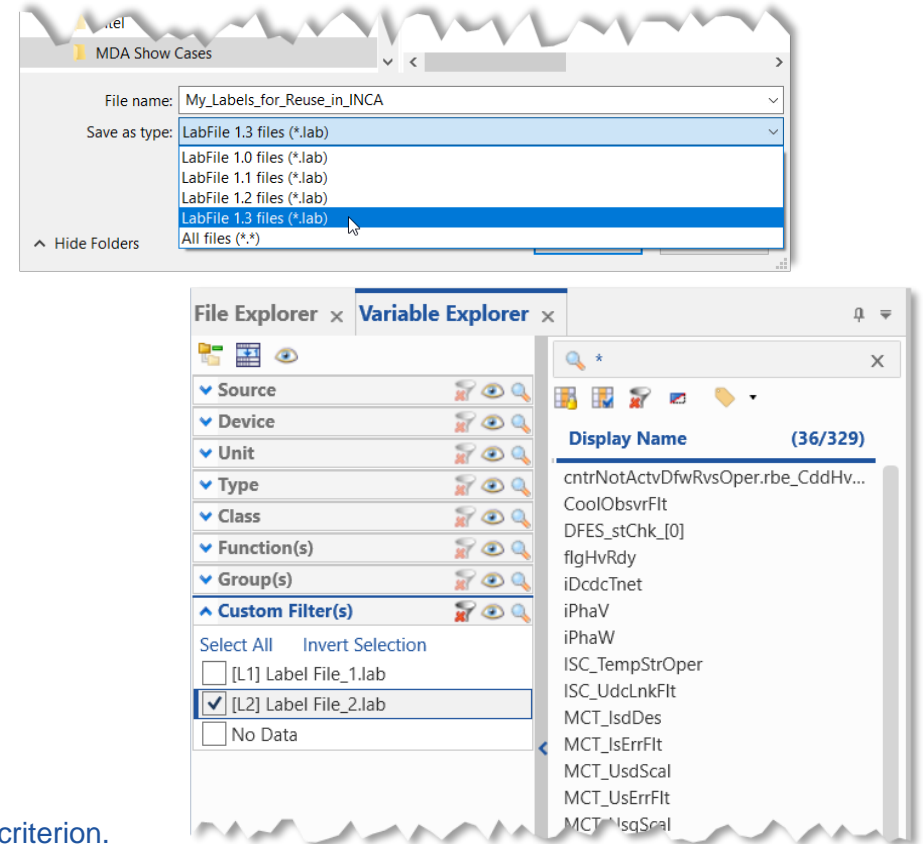 MDA Show Cases
File name: My_Labels_for_Reuse_in_INCA
Save as type: LabFile 1.3 files (*.lab)
LabFile 1.0 files (*.lab)
LabFile 1.1 files (*.lab)
LabFile 1.2 files (*.lab)
LabFile 1.3 files (*.lab)
All files (*.*)
Hide Folders
File Explorer Variable Explorer
*
Source
Device
Unit
Type
Class
Function(s)
Group(s)
Custom Filter(s)
Select All Invert Selection
[L1] Label File_1.lab
[L2] Label File_2.lab
No Data
Display Name (36/329)
cntrNotActvDfwRvsOper.rbe_CddHv...
CoolObsvrFlt
DFES_stChk_[0]
flgHvRdy
iDcdcTnet
iPhaV
iPhaW
ISC_TempStrOper
ISC_UdcLnkFlt
MCT_IsdDes
MCT_IsErrFlt
MCT_UsdScal
MCT_UsErrFlt
MCT_UsqScal
criterion.